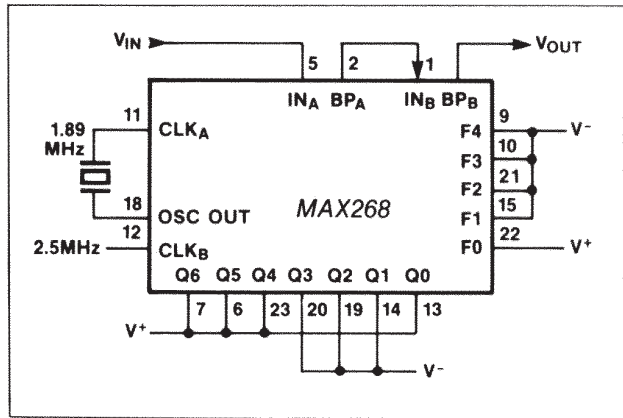 VIN
VOUT
5 2 1
INA BPA INB BPB
11 CLKA
1.89 MHz
18 OSC OUT
12 CLKB
2.5MHz
MAX268
F4 9 V-
F3 10
F2 21
F1 15
F0 22 V+
Q6 Q5 Q4 Q3 Q2 Q1 Q0
7 6 23 20 19 14 13
V+
V-